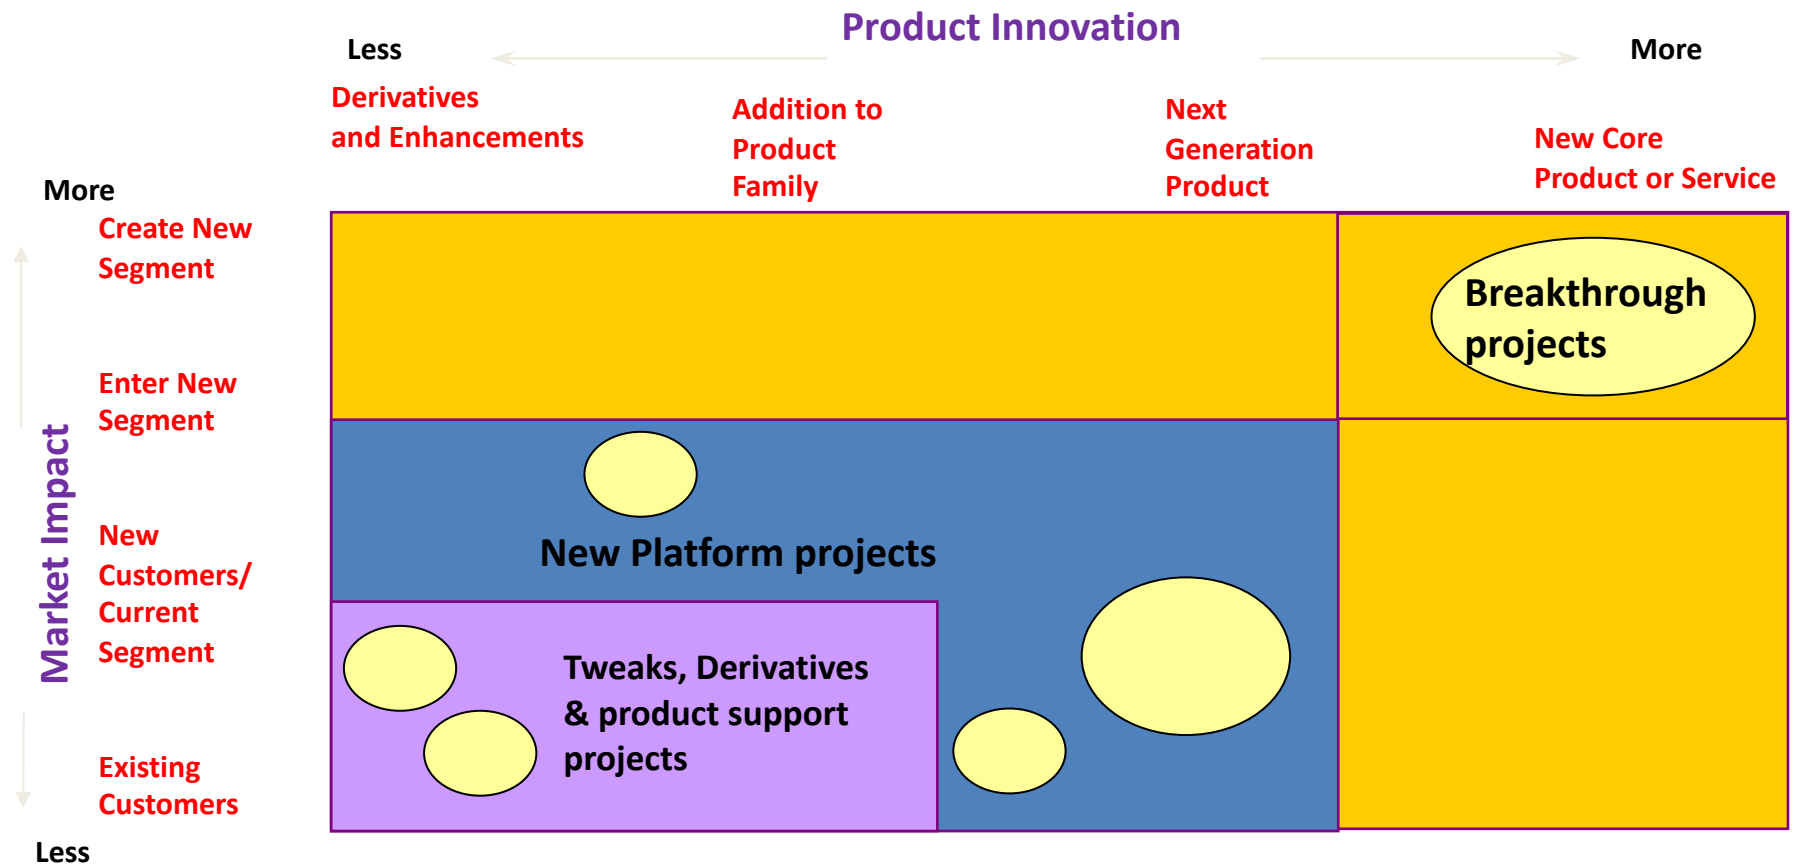 Product Innovation
Less
More
Derivatives
and Enhancements
Addition to
Product
Family
Next
Generation
Product
New Core
Product or Service
More
Create New
Segment
Enter New
Segment
Market Impact
New
Customers/
Current
Segment
Existing
Customers
Less
Breakthrough
projects
New Platform projects
Tweaks, Derivatives
& product support
projects